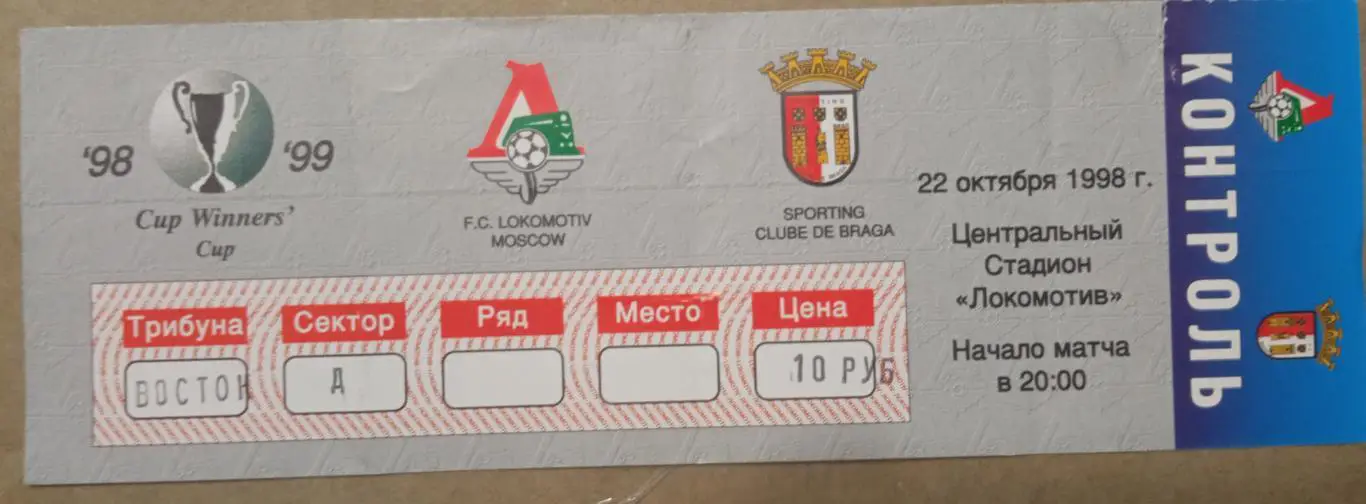 '98 '99
Cup Winners'
Cup
F.C. LOKOMOTIV
MOSCOW
SPORTING
CLUBE DE BRAGA
22 октября 1998 г.
Центральный
Стадион
«Локомотив»
Начало матча
в 20:00
Трибуна Сектор Ряд Место Цена
ВОСТОК Д 10 РУБ
КОНТРОЛЬ